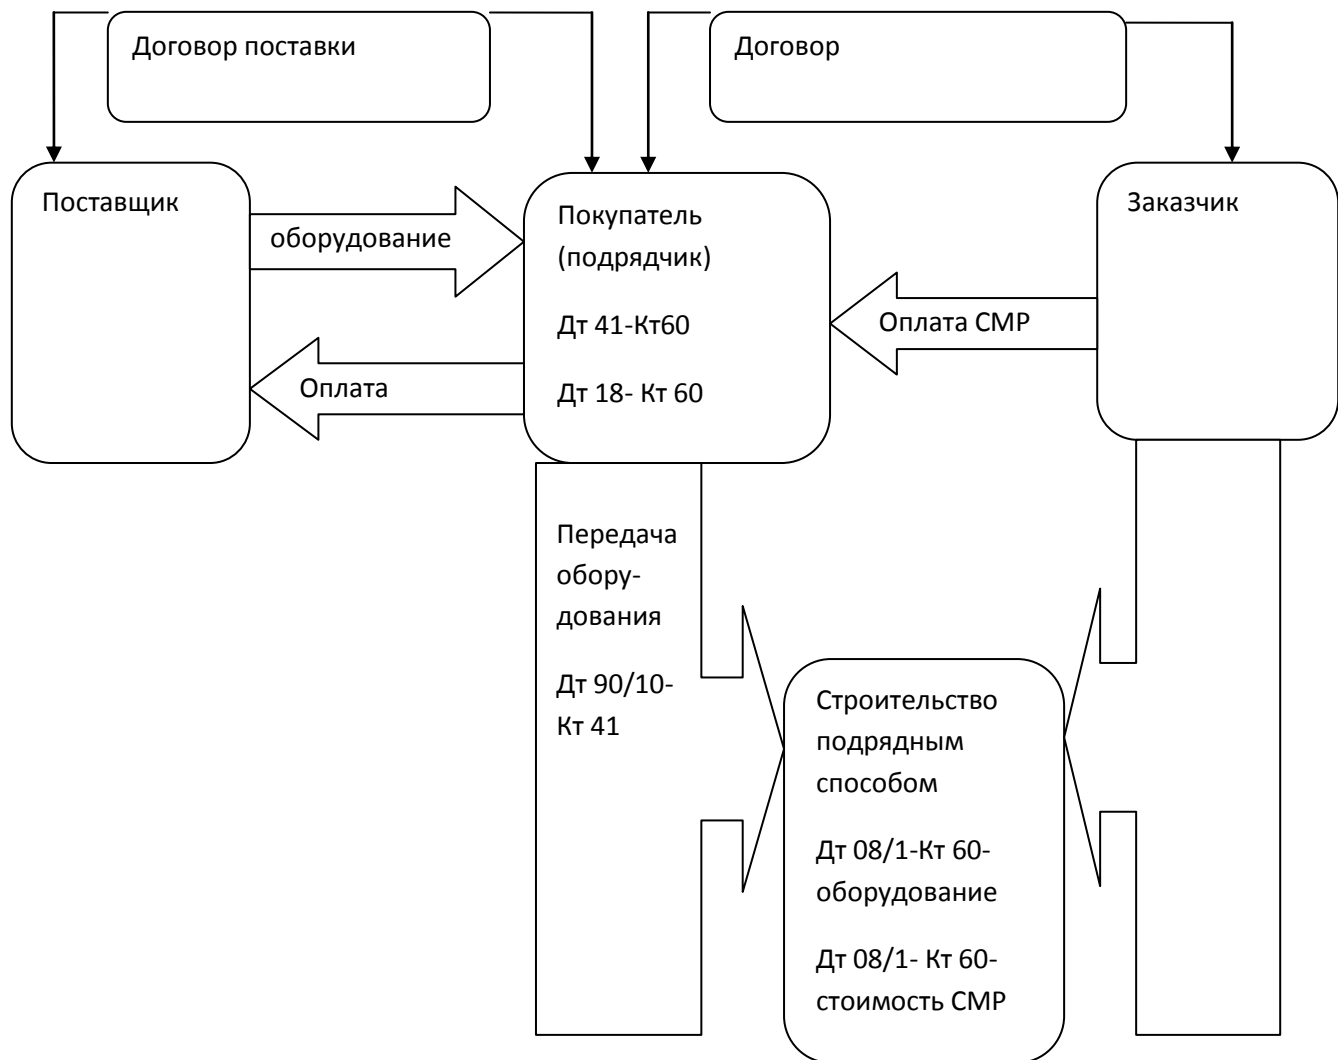 Договор поставки
Договор
Поставщик
оборудование
Оплата
Покупатель
(подрядчик)
Дт 41-Кт60
Дт 18- Кт 60
Оплата СМР
Заказчик
Передача
обору-
дования
Дт 90/10-
Кт 41
Строительство
подрядным
способом
Дт 08/1-Кт 60-
оборудование
Дт 08/1- Кт 60-
стоимость СМР